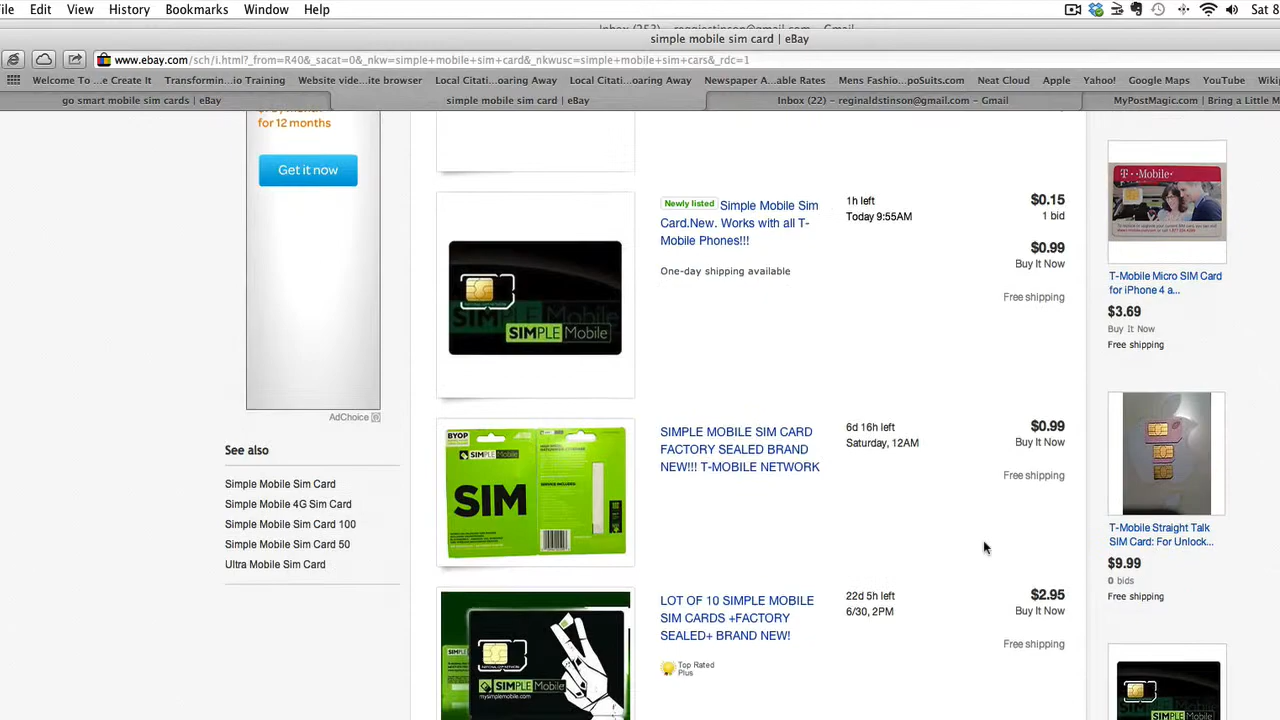 File Edit View History Bookmarks Window Help
Sat 8
simple mobile sim card | eBay
www.ebay.com/sch/i.html?_from=R40&_sacat=0&_nkw=simple+mobile+sim+card&_nkwusc=simple+mobile+sim+cars&_rdc=1
Welcome To ...e Create It Transformin...io Training Website vide...ite browser Local Citati...oaring Away Local Citati...oaring Away Newspaper A...able Rates Mens Fashio...poSuits.com Neat Cloud Apple Yahoo! Google Maps YouTube
go smart mobile sim cards | eBay simple mobile sim card | eBay Inbox (22) – reginaldstinson@gmail.com – Gmail MyPostMagic.com | Bring a Little M
for 12 months
Get it now
AdChoice
See also
Simple Mobile Sim Card
Simple Mobile 4G Sim Card
Simple Mobile Sim Card 100
Simple Mobile Sim Card 50
Ultra Mobile Sim Card
SIMPLE Mobile
Newly listed Simple Mobile Sim
Card.New. Works with all T-
Mobile Phones!!!
One-day shipping available
1h left
Today 9:55AM
$0.15
1 bid
$0.99
Buy It Now
Free shipping
BYOP
SIMPLE Mobile
SIM
SIMPLE MOBILE SIM CARD
FACTORY SEALED BRAND
NEW!!! T-MOBILE NETWORK
6d 16h left
Saturday, 12AM
$0.99
Buy It Now
Free shipping
SIMPLE Mobile
mysimplemobile.com
LOT OF 10 SIMPLE MOBILE
SIM CARDS +FACTORY
SEALED+ BRAND NEW!
Top Rated
Plus
22d 5h left
6/30, 2PM
$2.95
Buy It Now
Free shipping
T··Mobile·
T-Mobile Micro SIM Card
for iPhone 4 a...
$3.69
Buy It Now
Free shipping
T-Mobile Straight Talk
SIM Card: For Unlock...
$9.99
0 bids
Free shipping
SIMPLE Mobile